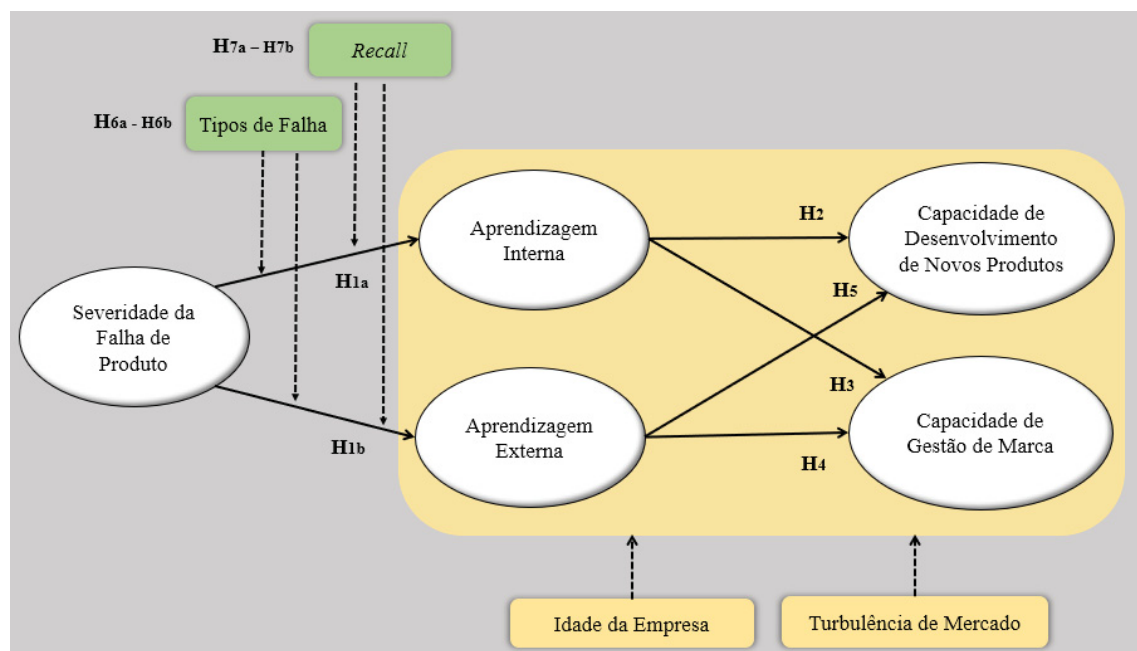 H7a – H7b
Recall
H6a - H6b
Tipos de Falha
Aprendizagem
Interna
H2
Capacidade de
Desenvolvimento
de Novos Produtos
H1a
H5
Severidade da
Falha de
Produto
H3
Aprendizagem
Externa
Capacidade de
Gestão de Marca
H1b
H4
Idade da Empresa
Turbulência de Mercado